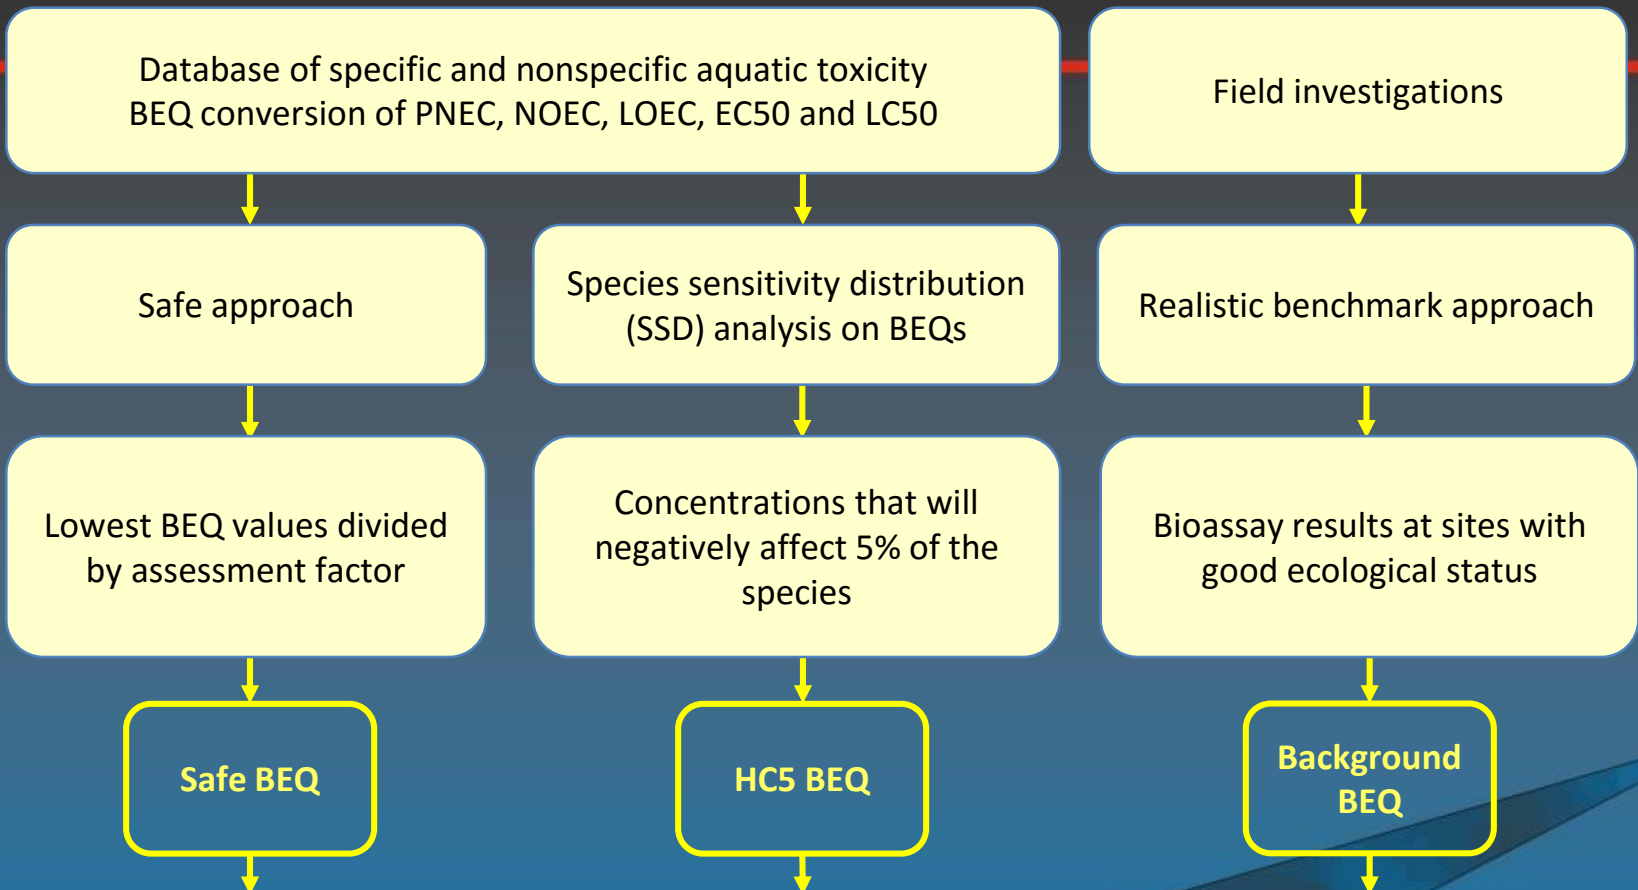 Database of specific and nonspecific aquatic toxicity
BEQ conversion of PNEC, NOEC, LOEC, EC50 and LC50
Field investigations
Safe approach
Species sensitivity distribution
(SSD) analysis on BEQs
Realistic benchmark approach
Lowest BEQ values divided
by assessment factor
Concentrations that will
negatively affect 5% of the
species
Bioassay results at sites with
good ecological status
Safe BEQ
HC5 BEQ
Background
BEQ